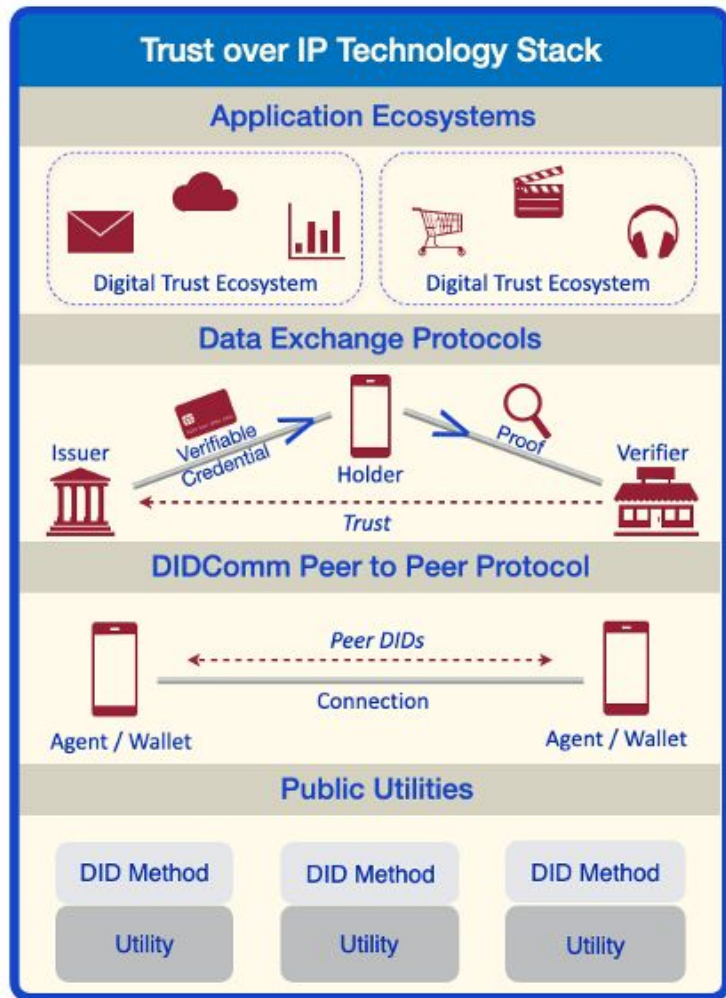 Trust over IP Technology Stack
Application Ecosystems
Digital Trust Ecosystem
Digital Trust Ecosystem
Data Exchange Protocols
Issuer
Verifiable
Credential
Holder
Proof
Verifier
Trust
DIDComm Peer to Peer Protocol
Peer DIDs
Connection
Agent / Wallet
Agent / Wallet
Public Utilities
DID Method
DID Method
DID Method
Utility
Utility
Utility